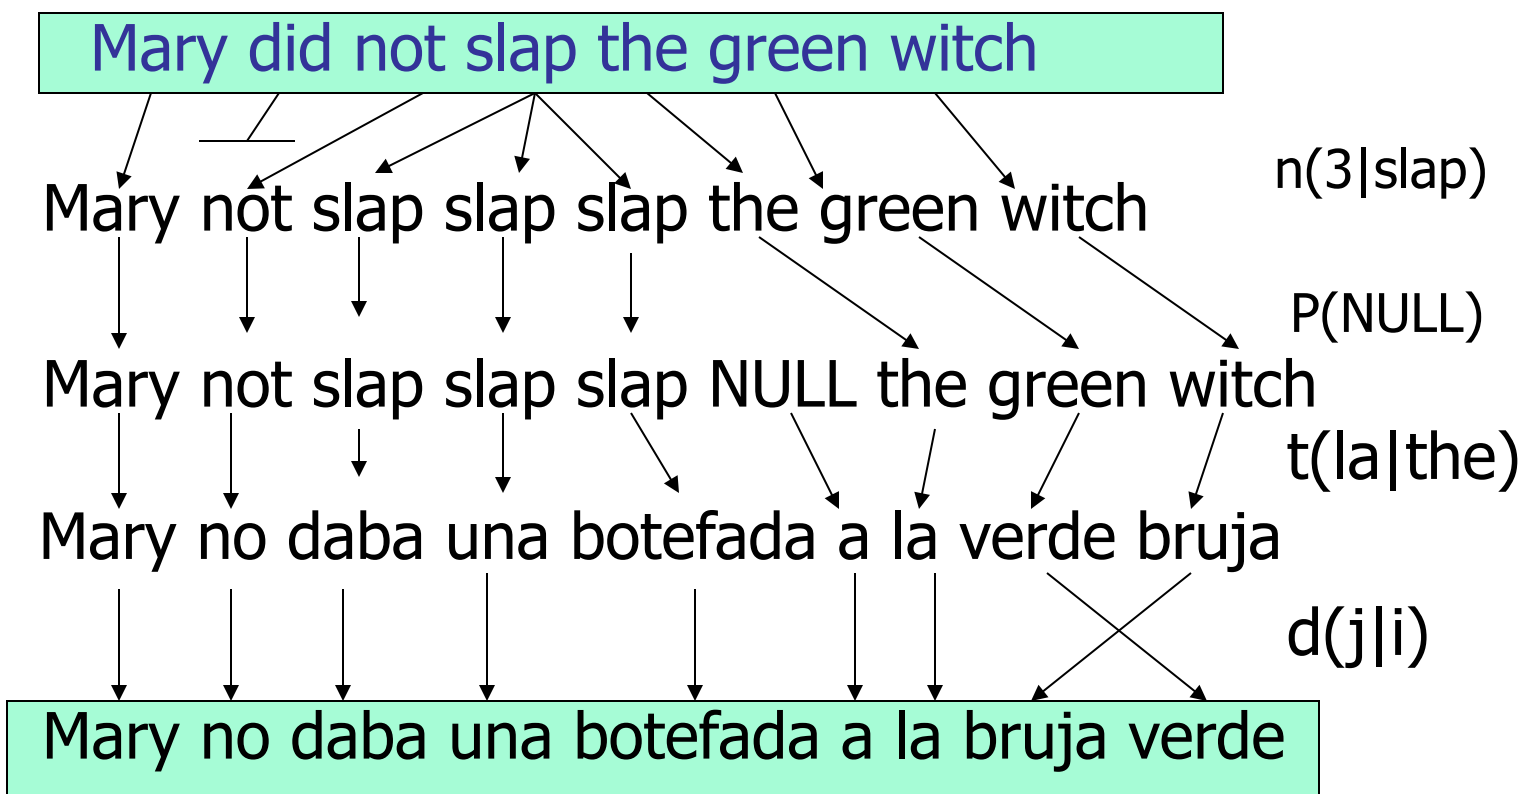 Mary did not slap the green witch
n(3|slap)
Mary not slap slap slap the green witch
P(NULL)
Mary not slap slap slap NULL the green witch
t(la|the)
Mary no daba una botefada a la verde bruja
d(j|i)
Mary no daba una botefada a la bruja verde